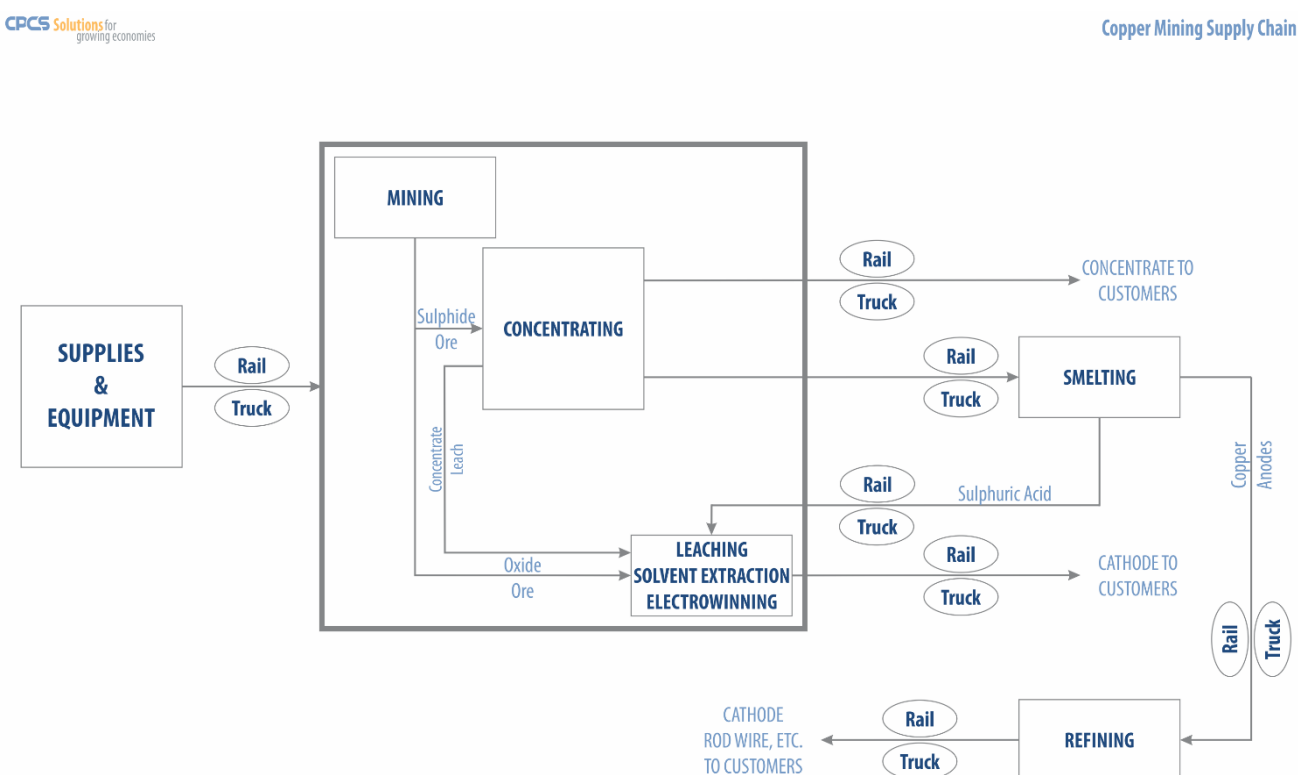 CPCS Solutions for
growing economies
Copper Mining Supply Chain
MINING
Rail
CONCENTRATE TO
CUSTOMERS
Truck
Sulphide
Ore
CONCENTRATING
SUPPLIES
&
EQUIPMENT
Rail
Truck
Rail
Truck
SMELTING
Concentrate
Leach
Copper
Anodes
Rail
Truck
Sulphuric Acid
LEACHING
SOLVENT EXTRACTION
ELECTROWINNING
Oxide
Ore
Rail
Truck
CATHODE TO
CUSTOMERS
Rail
Truck
CATHODE
ROD WIRE, ETC.
TO CUSTOMERS
Rail
Truck
REFINING